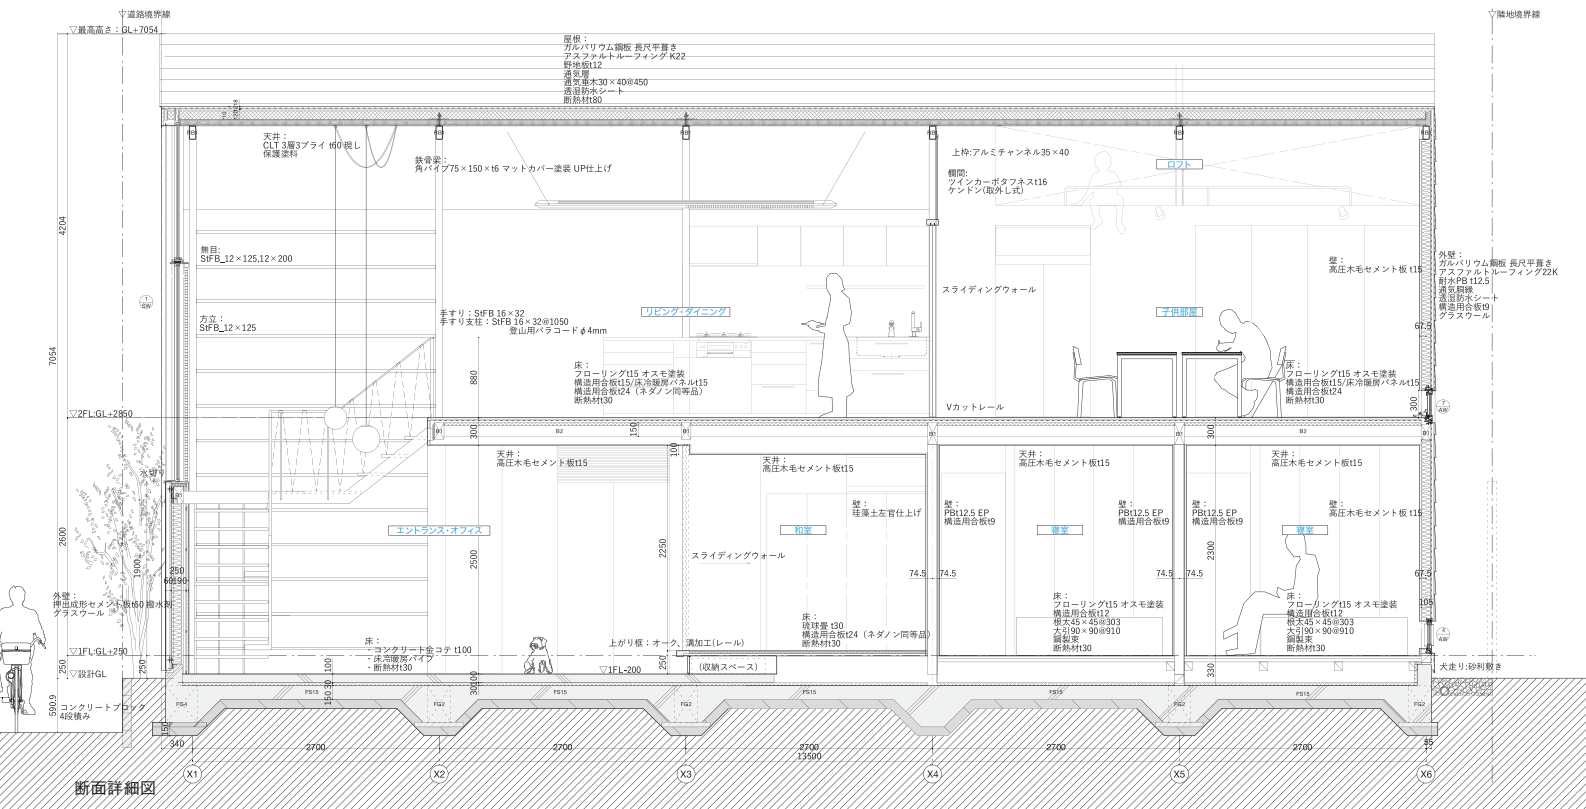 ▽道路境界線
▽隣地境界線
▽最高高さ：GL+7054
屋根：
ガルバリウム鋼板 長尺平葺き
アスファルトルーフィング K22
野地板t12
通気層
通気垂木30×40@450
透湿防水シート
断熱材t80
天井：
CLT 3層3プライ t60 現し
保護塗料
鉄骨梁：
角パイプ75×150×t6 マットカバー塗装 UP仕上げ
上枠:アルミチャンネル35×40
欄間:
ツインカーボタフネスt16
ケンドン(取外し式)
ロフト
無目:
StFB_12×125,12×200
方立：
StFB_12×125
手すり：StFB 16×32
手すり支柱：StFB 16×32@1050
登山用パラコードφ4mm
リビング・ダイニング
スライディングウォール
子供部屋
壁：
高圧木毛セメント板 t15
外壁：
ガルバリウム鋼板 長尺平葺き
アスファルトルーフィング22K
耐水PB t12.5
通気胴縁
透湿防水シート
構造用合板t9
グラスウール
床：
フローリングt15 オスモ塗装
構造用合板t15/床冷暖房パネルt15
構造用合板t24（ネダノン同等品）
断熱材t30
床：
フローリングt15 オスモ塗装
構造用合板t15/床冷暖房パネルt15
構造用合板t24
断熱材t30
Vカットレール
▽2FL:GL+2850
水切り
天井：
高圧木毛セメント板t15
天井：
高圧木毛セメント板t15
天井：
高圧木毛セメント板t15
天井：
高圧木毛セメント板t15
壁：
珪藻土左官仕上げ
壁：
PBt12.5 EP
構造用合板t9
壁：
PBt12.5 EP
構造用合板t9
壁：
PBt12.5 EP
構造用合板t9
壁：
高圧木毛セメント板 t15
エントランス・オフィス
和室
寝室
寝室
スライディングウォール
外壁：
押出成形セメント板t60 撥水剤
グラスウール
床：
琉球畳 t30
構造用合板t24（ネダノン同等品）
断熱材t30
床：
フローリングt15 オスモ塗装
構造用合板t12
根太45×45@303
大引90×90@910
鋼製束
断熱材t30
床：
フローリングt15 オスモ塗装
構造用合板t12
根太45×45@303
大引90×90@910
鋼製束
断熱材t30
床：
・コンクリート金コテ t100
・床冷暖房パイプ
・断熱材t30
上がり框：オーク、溝加工(レール)
（収納スペース）
▽1FL-200
▽1FL:GL+250
▽設計GL
犬走り:砂利敷き
コンクリートブロック
4段積み
4204
7054
2600
250
590.9
1900
250
60
190
250
880
300
150
100
2500
2250
250
2300
300
330
300
67.5
67.5
105
74.5
74.5
74.5
74.5
100
30
150
100
30
150
340
35
B1
B2
B1
B1
B1
B2
B1
FS15
FS15
FS15
FS15
FS15
FG4
FG2
FG2
FG2
FG2
2700
2700
2700
2700
2700
13500
X1
X2
X3
X4
X5
X6
断面詳細図